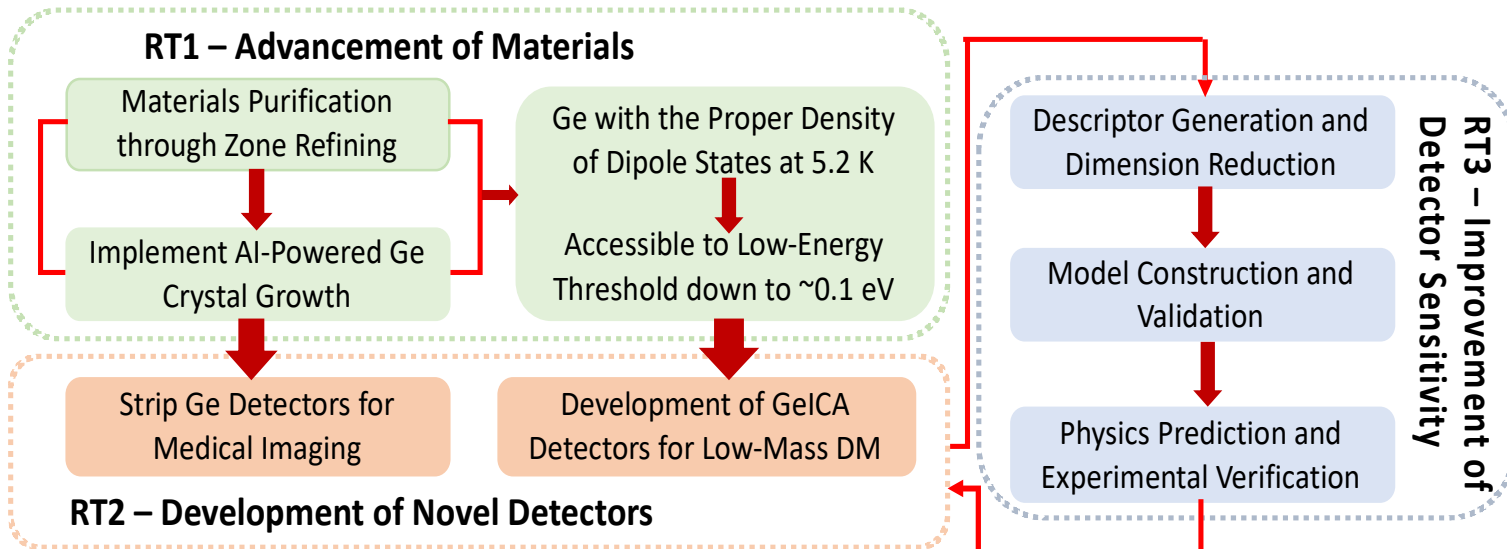 RT1 – Advancement of Materials
Materials Purification
through Zone Refining
Implement AI-Powered Ge
Crystal Growth
Ge with the Proper Density
of Dipole States at 5.2 K
Accessible to Low-Energy
Threshold down to ~0.1 eV
Strip Ge Detectors for
Medical Imaging
Development of GeICA
Detectors for Low-Mass DM
RT2 – Development of Novel Detectors
Descriptor Generation and
Dimension Reduction
Model Construction and
Validation
Physics Prediction and
Experimental Verification
RT3 – Improvement of
Detector Sensitivity